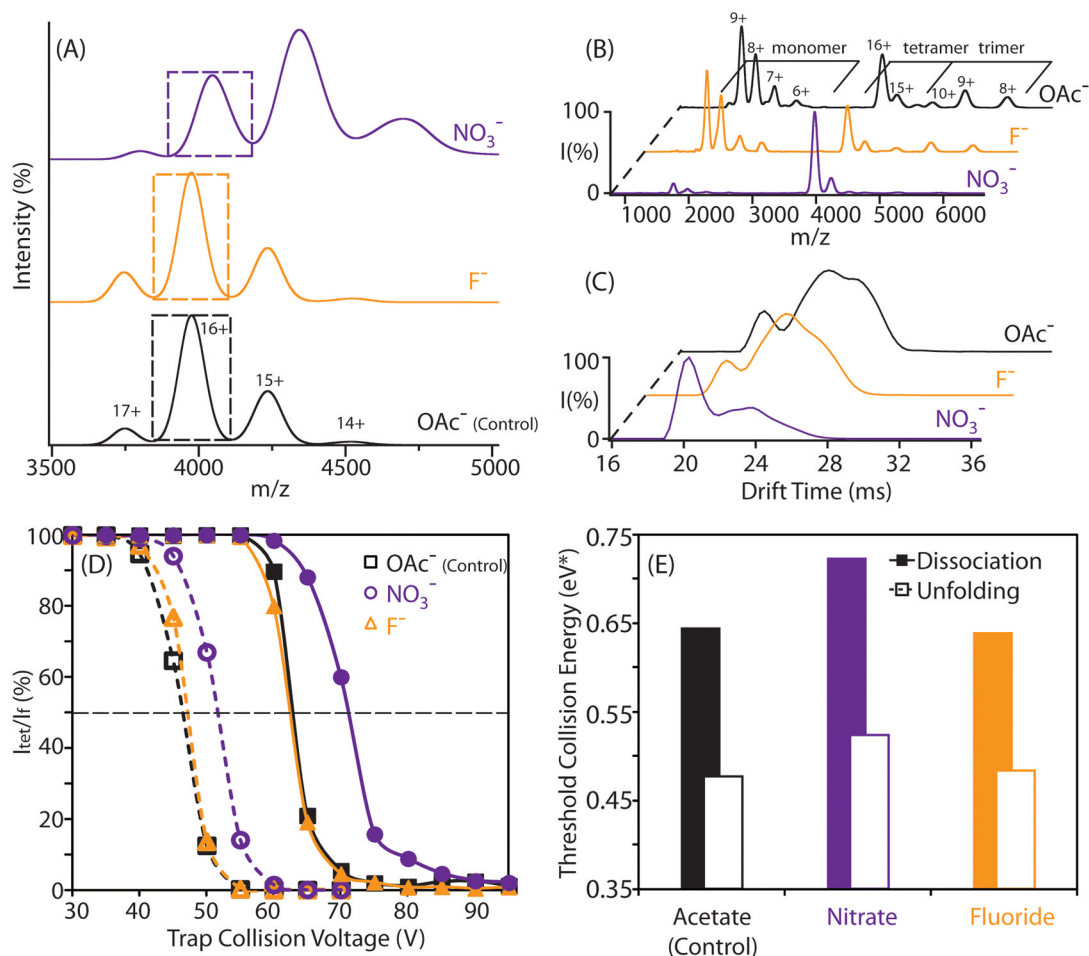 (A)
NO3⁻
F⁻
16+
17+
15+
14+
OAc⁻ (Control)
Intensity (%)
3500 4000 4500 5000
m/z
(B)
9+
8+
monomer
7+
6+
16+
tetramer trimer
15+
10+
9+
8+
OAc⁻
F⁻
NO3⁻
100
I(%)
0
1000 2000 3000 4000 5000 6000
m/z
(C)
OAc⁻
F⁻
NO3⁻
100
I(%)
0
16 20 24 28 32 36
Drift Time (ms)
(D)
OAc⁻ (Control)
NO3⁻
F⁻
Itet/If (%)
100
80
60
40
20
0
30 40 50 60 70 80 90
Trap Collision Voltage (V)
(E)
Dissociation
Unfolding
Threshold Collision Energy (eV*)
0.75
0.65
0.55
0.45
0.35
Acetate
(Control)
Nitrate
Fluoride